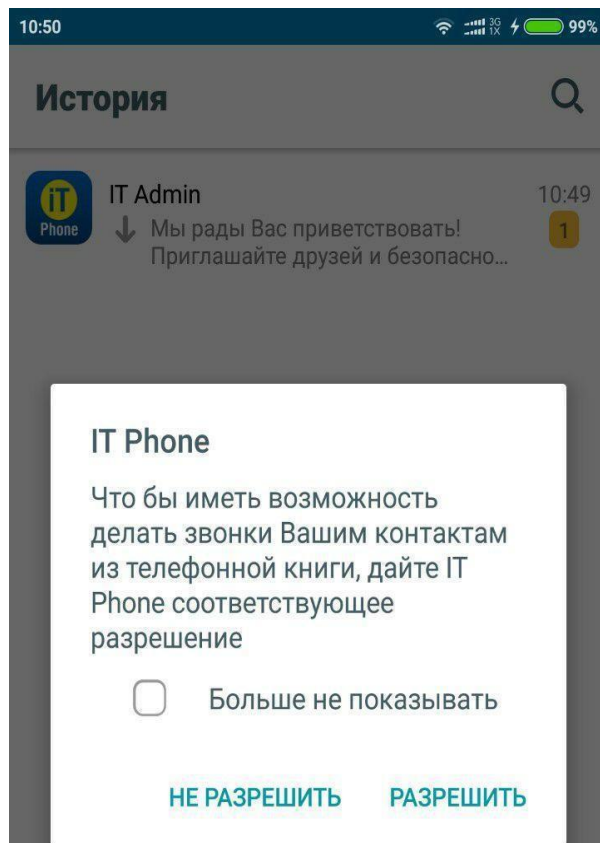 10:50
3G
1X
99%
История
IT Admin
10:49
iT
Phone
Мы рады Вас приветствовать!
1
Приглашайте друзей и безопасно...
IT Phone
Что бы иметь возможность
делать звонки Вашим контактам
из телефонной книги, дайте IT
Phone соответствующее
разрешение
Больше не показывать
НЕ РАЗРЕШИТЬ РАЗРЕШИТЬ